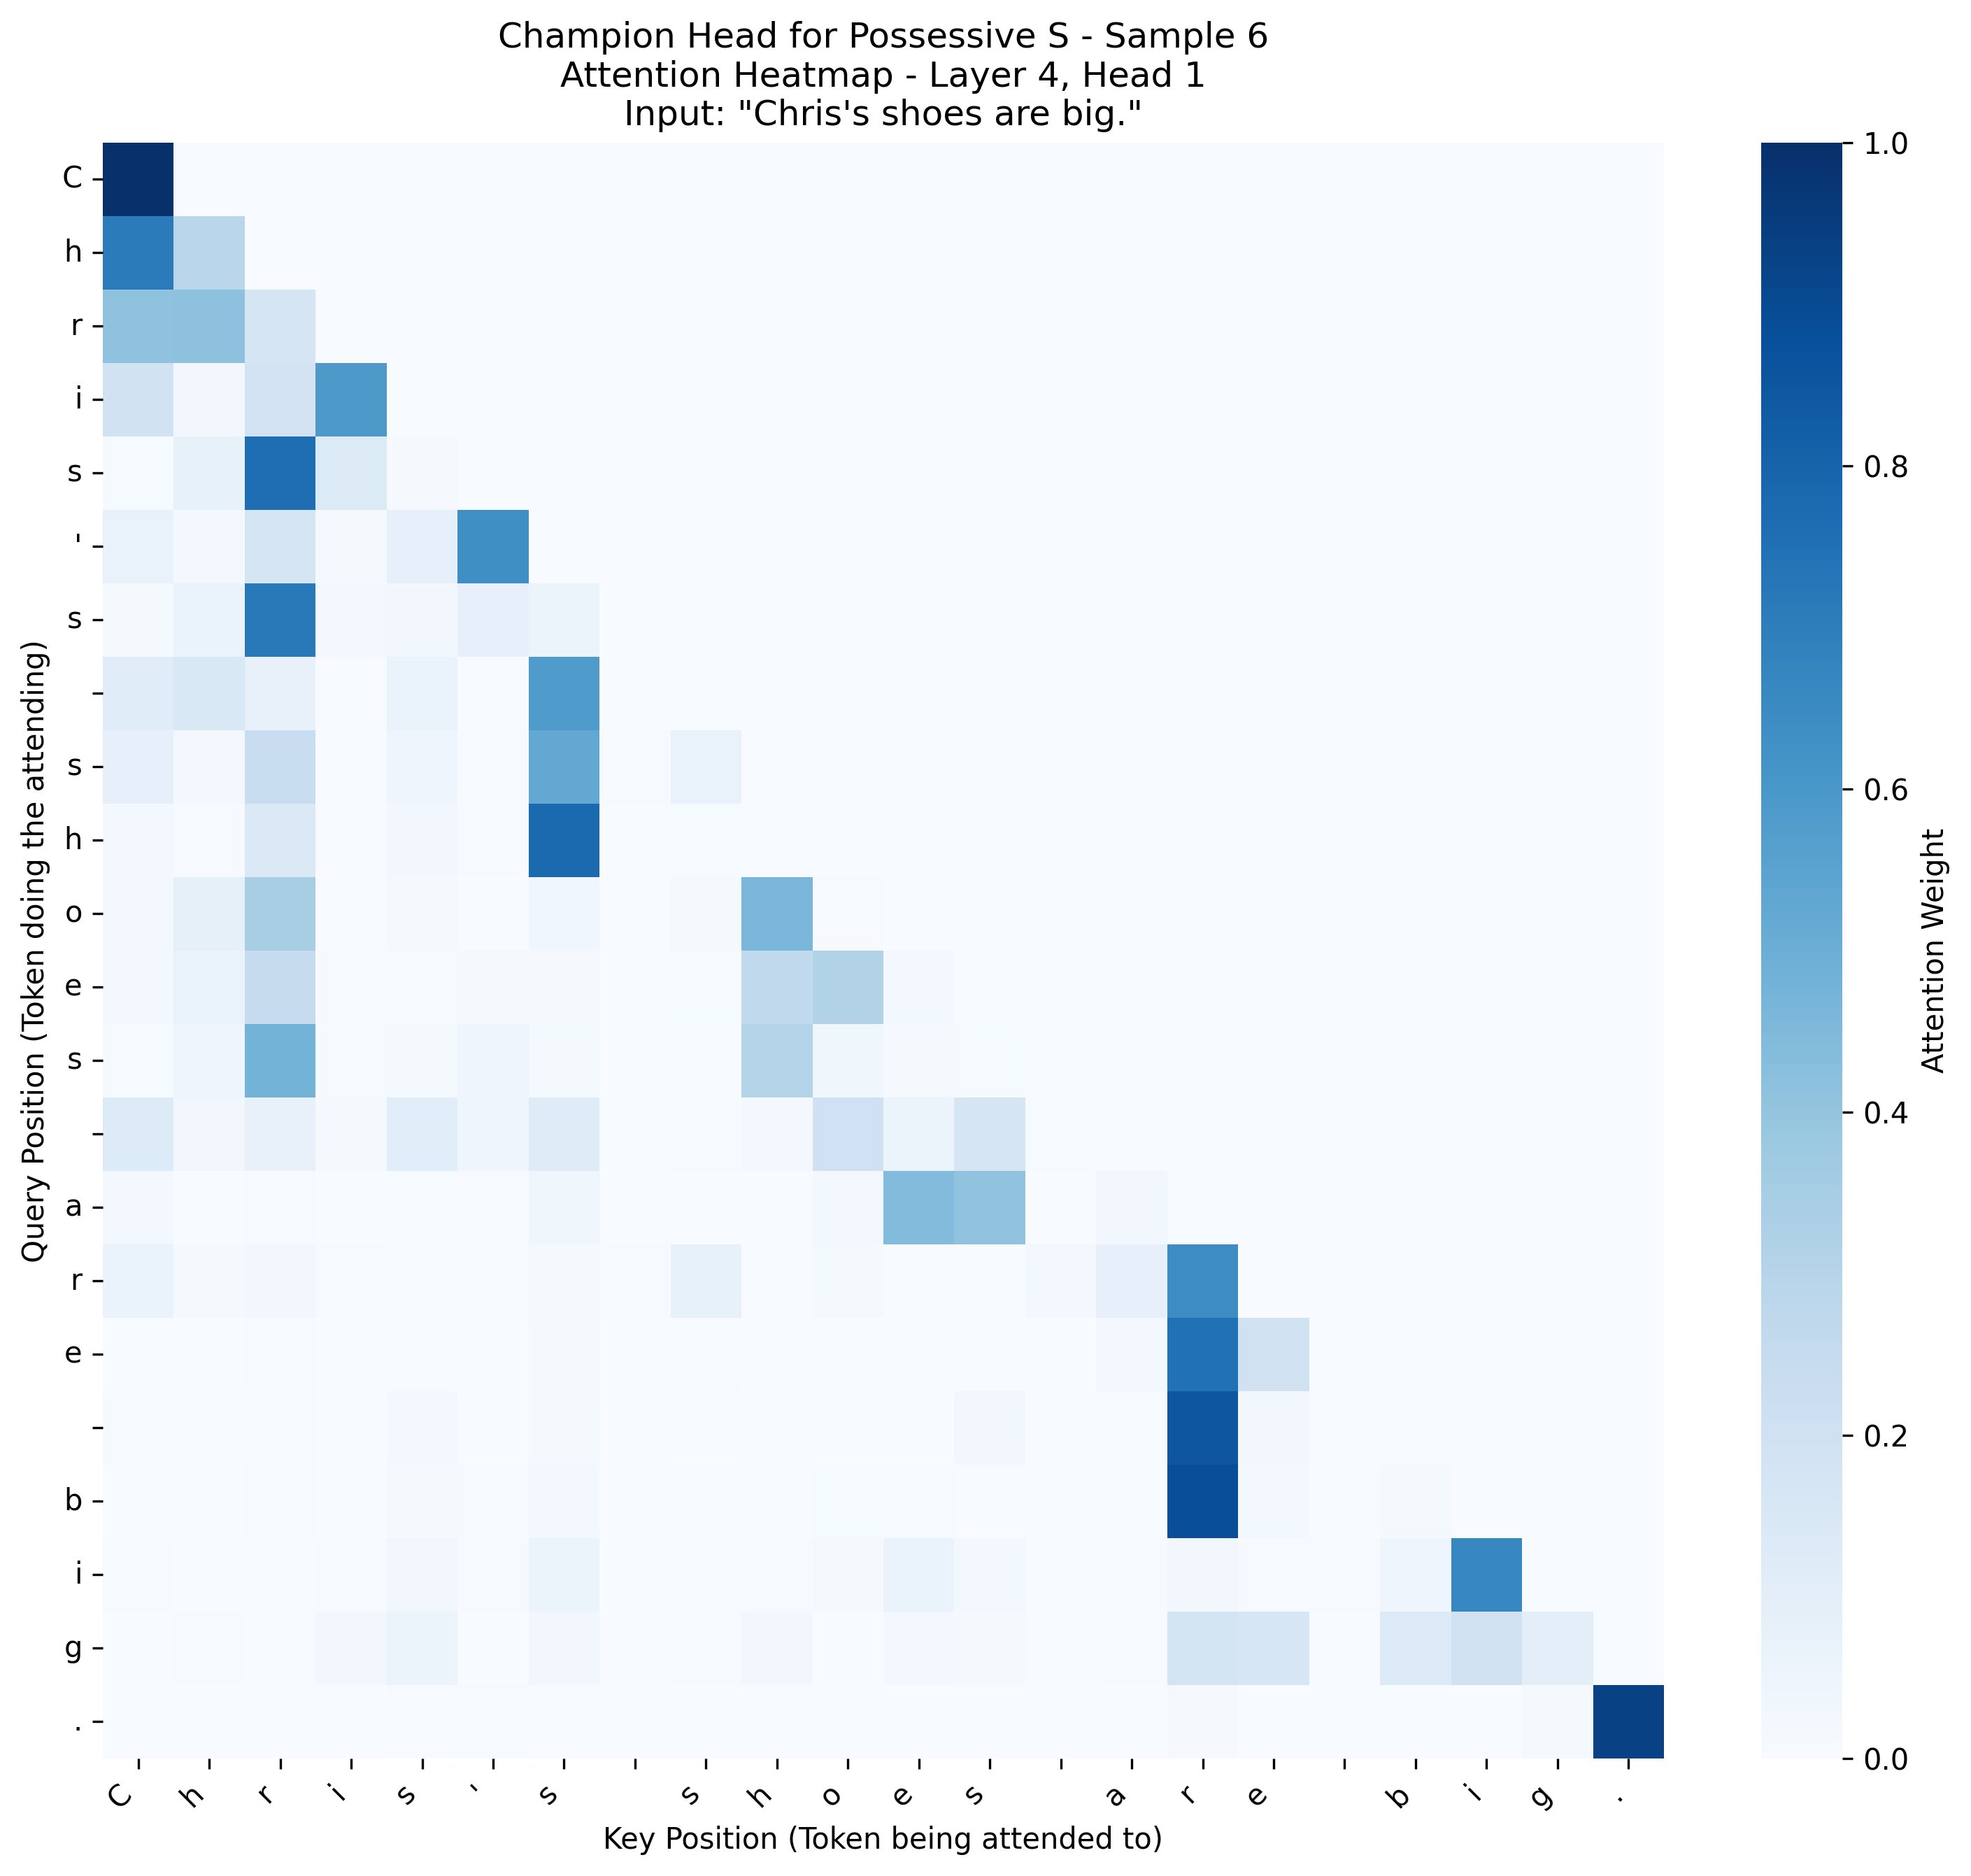 Champion Head for Possessive S - Sample 6
Attention Heatmap - Layer 4, Head 1
Input: "Chris's shoes are big."
Query Position (Token doing the attending)
C
h
r
i
s
'
s
s
h
o
e
s
a
r
e
b
i
g
.
C h r i s ' s s h o e s a r e b i g .
Key Position (Token being attended to)
1.0
0.8
0.6
0.4
0.2
0.0
Attention Weight